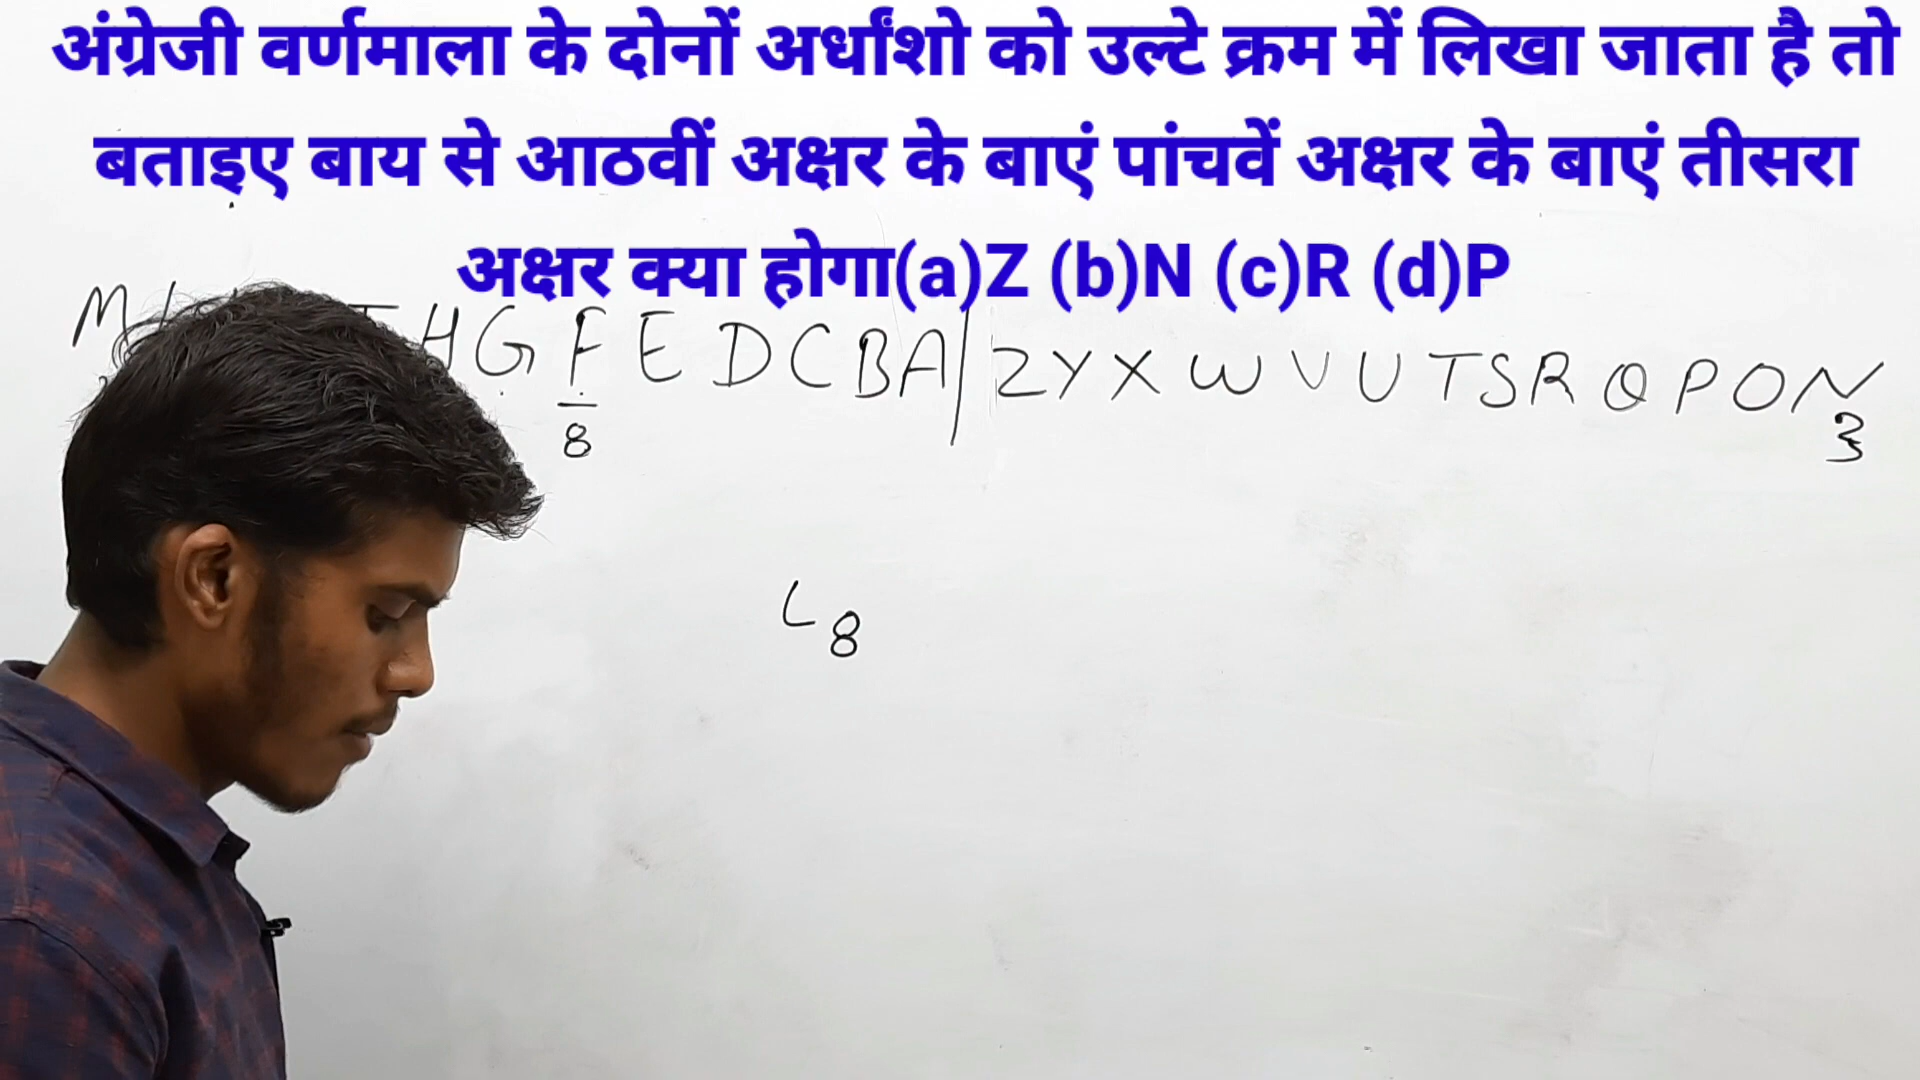 अंग्रेजी वर्णमाला के दोनों अर्धांशो को उल्टे क्रम में लिखा जाता है तो
बताइए बाय से आठवीं अक्षर के बाएं पांचवें अक्षर के बाएं तीसरा
अक्षर क्या होगा(a)Z (b)N (c)R (d)P
M H G F E D C B A / Z Y X W V U T S R Q P O N
8 3
L 8